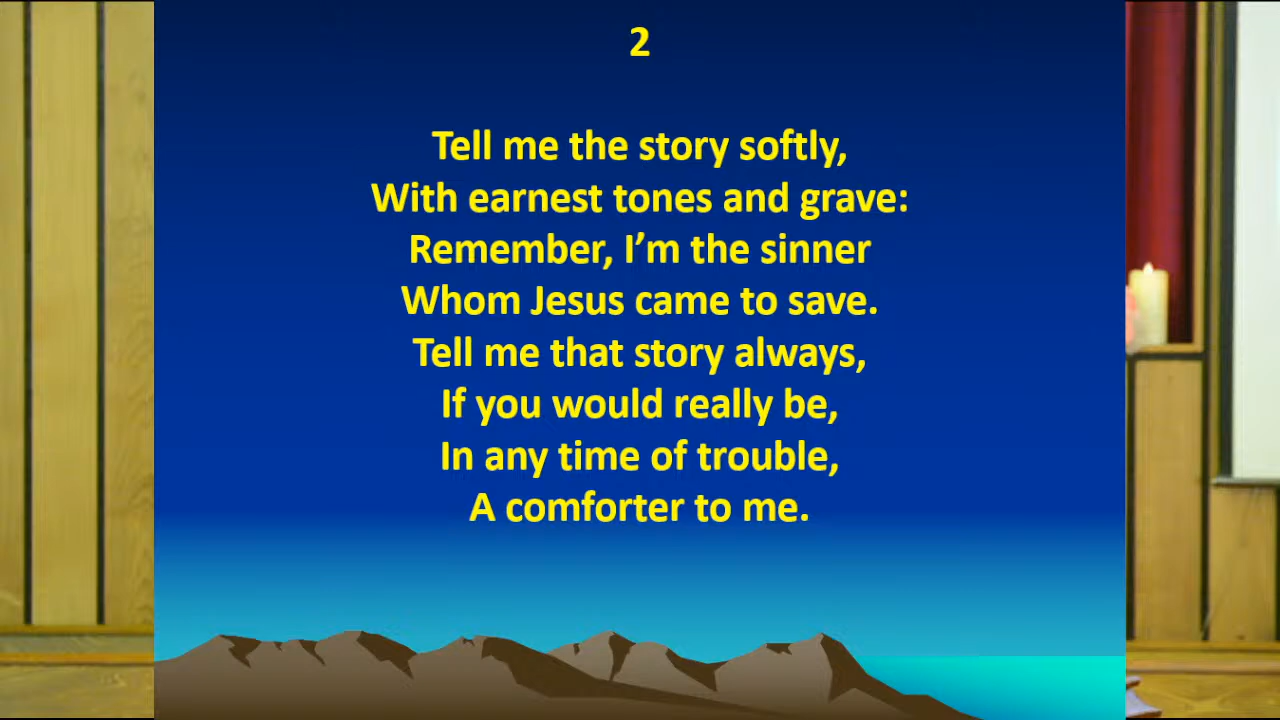 2
Tell me the story softly,
With earnest tones and grave:
Remember, I’m the sinner
Whom Jesus came to save.
Tell me that story always,
If you would really be,
In any time of trouble,
A comforter to me.